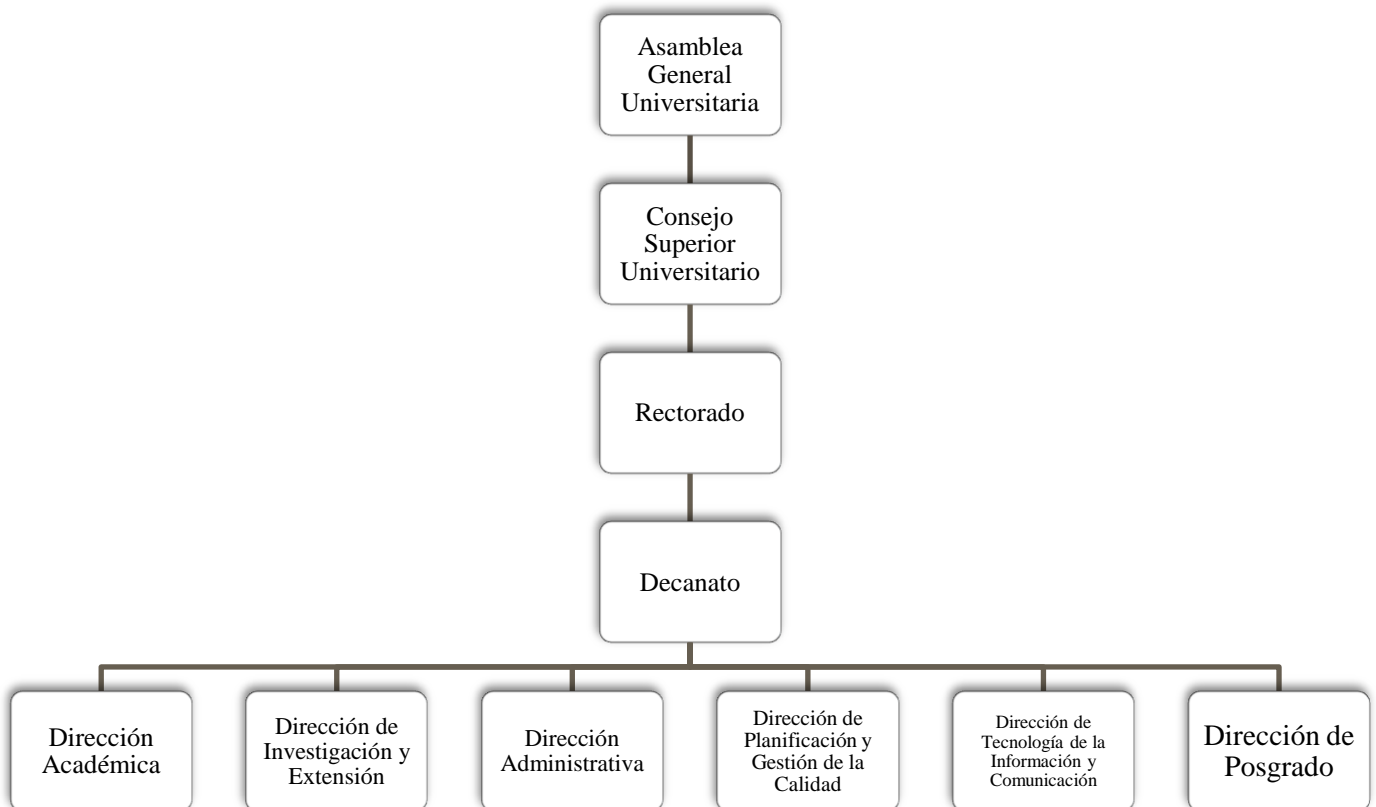 Asamblea
General
Universitaria
Consejo
Superior
Universitario
Rectorado
Decanato
Dirección
Académica
Dirección de
Investigación y
Extensión
Dirección
Administrativa
Dirección de
Planificación y
Gestión de la
Calidad
Dirección de
Tecnología de la
Información y
Comunicación
Dirección de
Posgrado